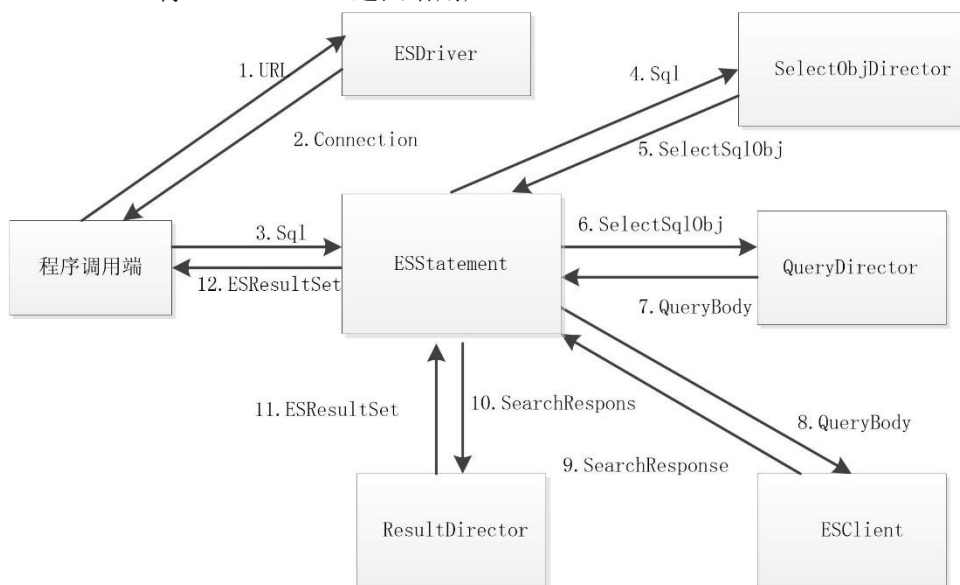 1.URL
ESDriver
2.Connection
4.Sql
SelectObjDirector
5.SelectSqlObj
程序调用端
3.Sql
12.ESResultSet
ESStatement
6.SelectSqlObj
7.QueryBody
QueryDirector
11.ESResultSet
10.SearchRespons
8.QueryBody
9.SearchResponse
ResultDirector
ESClient